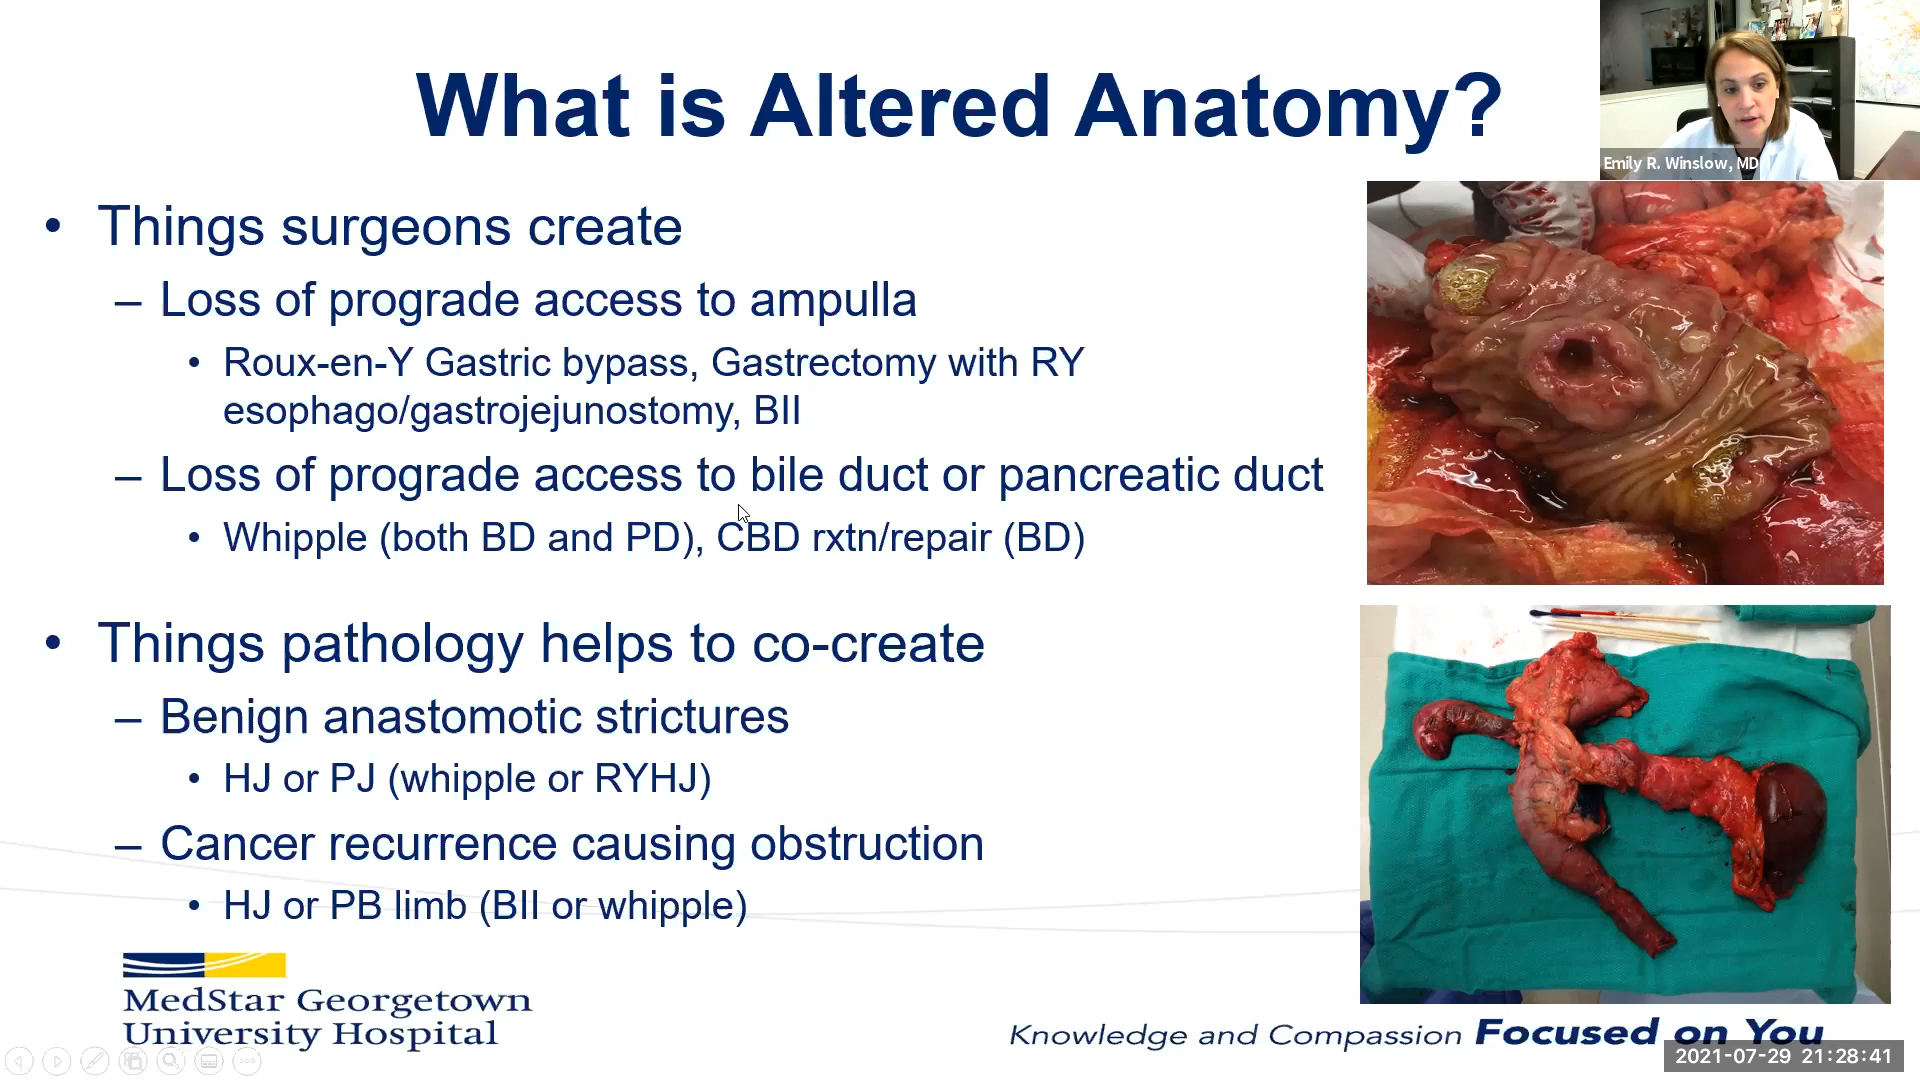 What is Altered Anatomy?
Emily R. Winslow, MD
• Things surgeons create
– Loss of prograde access to ampulla
• Roux-en-Y Gastric bypass, Gastrectomy with RY
esophago/gastrojejunostomy, BII
– Loss of prograde access to bile duct or pancreatic duct
• Whipple (both BD and PD), CBD rxtn/repair (BD)
• Things pathology helps to co-create
– Benign anastomotic strictures
• HJ or PJ (whipple or RYHJ)
– Cancer recurrence causing obstruction
• HJ or PB limb (BII or whipple)
MedStar Georgetown
University Hospital
Knowledge and Compassion Focused on You
2021-07-29 21:28:41